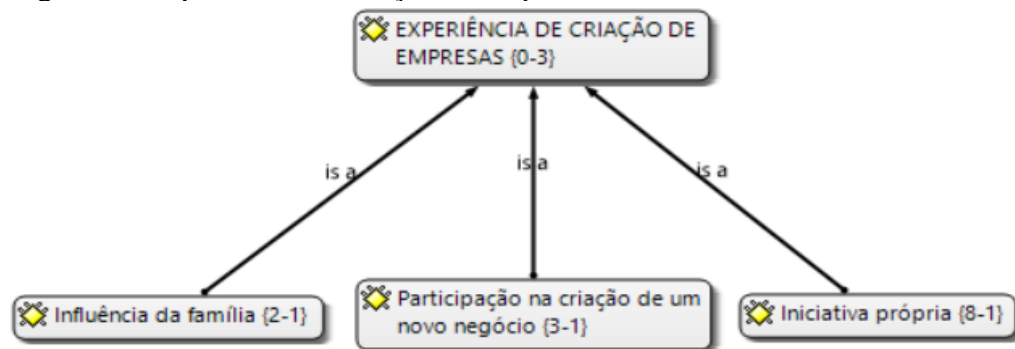 EXPERIÊNCIA DE CRIAÇÃO DE
EMPRESAS {0-3}
is a
is a
is a
Influência da família {2-1}
Participação na criação de um
novo negócio {3-1}
Iniciativa própria {8-1}